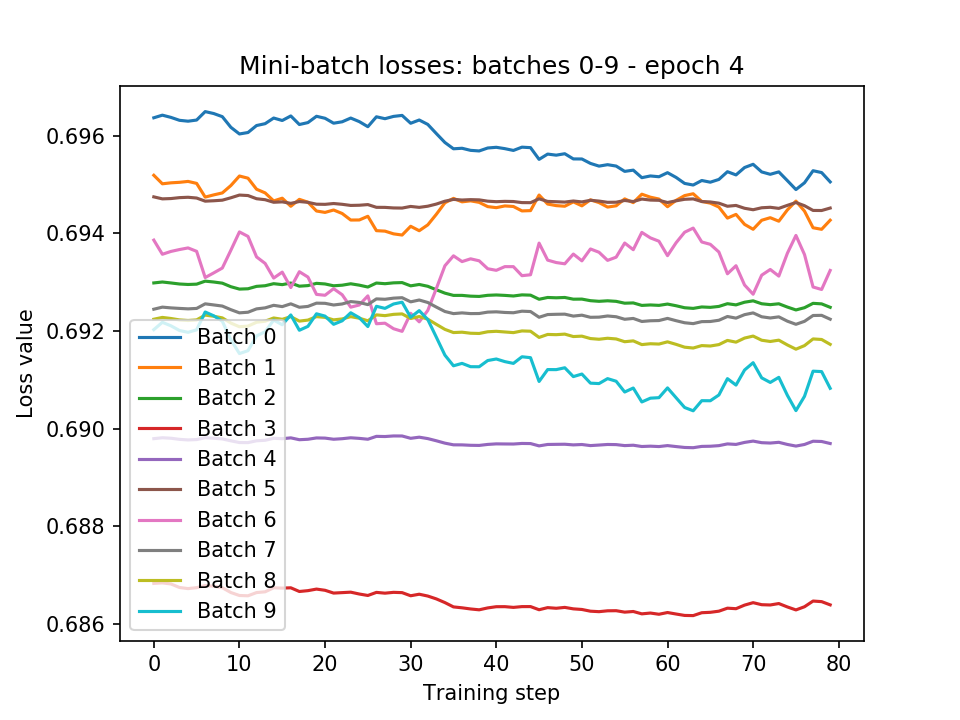 Mini-batch losses: batches 0-9 - epoch 4
0.696
0.694
0.692
0.690
0.688
0.686
Loss value
Batch 0
Batch 1
Batch 2
Batch 3
Batch 4
Batch 5
Batch 6
Batch 7
Batch 8
Batch 9
0 10 20 30 40 50 60 70 80
Training step